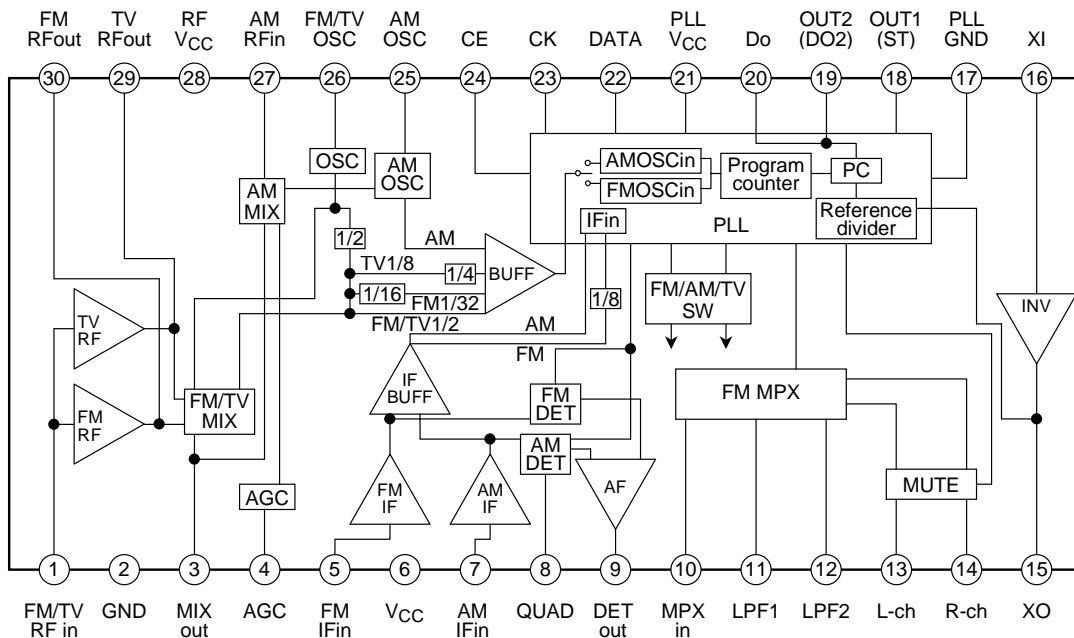 FM RFout
TV RFout
RF VCC
AM RFin
FM/TV OSC
AM OSC
CE
CK
DATA
PLL VCC
Do
OUT2 (DO2)
OUT1 (ST)
PLL GND
XI
30
29
28
27
26
25
24
23
22
21
20
19
18
17
16
OSC
AM OSC
AM MIX
1/2
AMOSCin
FMOSCin
Program counter
PC
IFin
PLL
Reference divider
AM
TV1/8
1/4
BUFF
1/16
FM1/32
FM/TV1/2
1/8
AM
FM
FM/AM/TV SW
INV
TV RF
FM RF
FM/TV MIX
IF BUFF
FM DET
AM DET
FM MPX
AGC
FM IF
AM IF
AF
MUTE
1
2
3
4
5
6
7
8
9
10
11
12
13
14
15
FM/TV RF in
GND
MIX out
AGC
FM IFin
VCC
AM IFin
QUAD
DET out
MPX in
LPF1
LPF2
L-ch
R-ch
XO